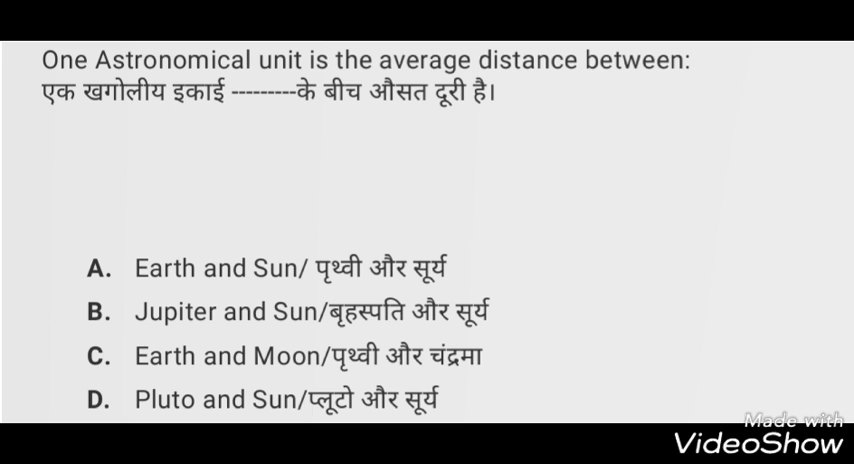 One Astronomical unit is the average distance between:
एक खगोलीय इकाई ---------के बीच औसत दूरी है।
A. Earth and Sun/ पृथ्वी और सूर्य
B. Jupiter and Sun/बृहस्पति और सूर्य
C. Earth and Moon/पृथ्वी और चंद्रमा
D. Pluto and Sun/प्लूटो और सूर्य
Made with
VideoShow